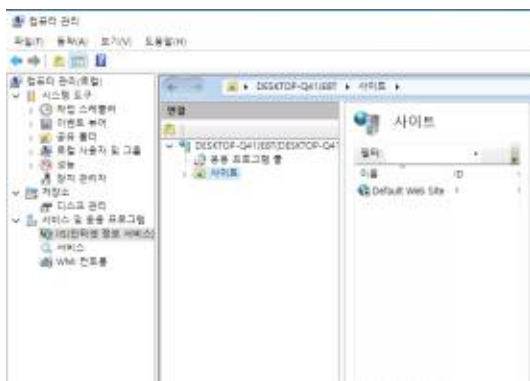 컴퓨터 관리
파일(F) 동작(A) 보기(V) 도움말(H)
컴퓨터 관리(로컬)
시스템 도구
작업 스케줄러
이벤트 뷰어
공유 폴더
로컬 사용자 및 그룹
성능
장치 관리자
저장소
디스크 관리
서비스 및 응용 프로그램
IIS(인터넷 정보 서비스)
서비스
WMI 컨트롤
사이트
연결
응용 프로그램 풀
사이트
사이트
필터:
이름 ID
Default Web Site 1